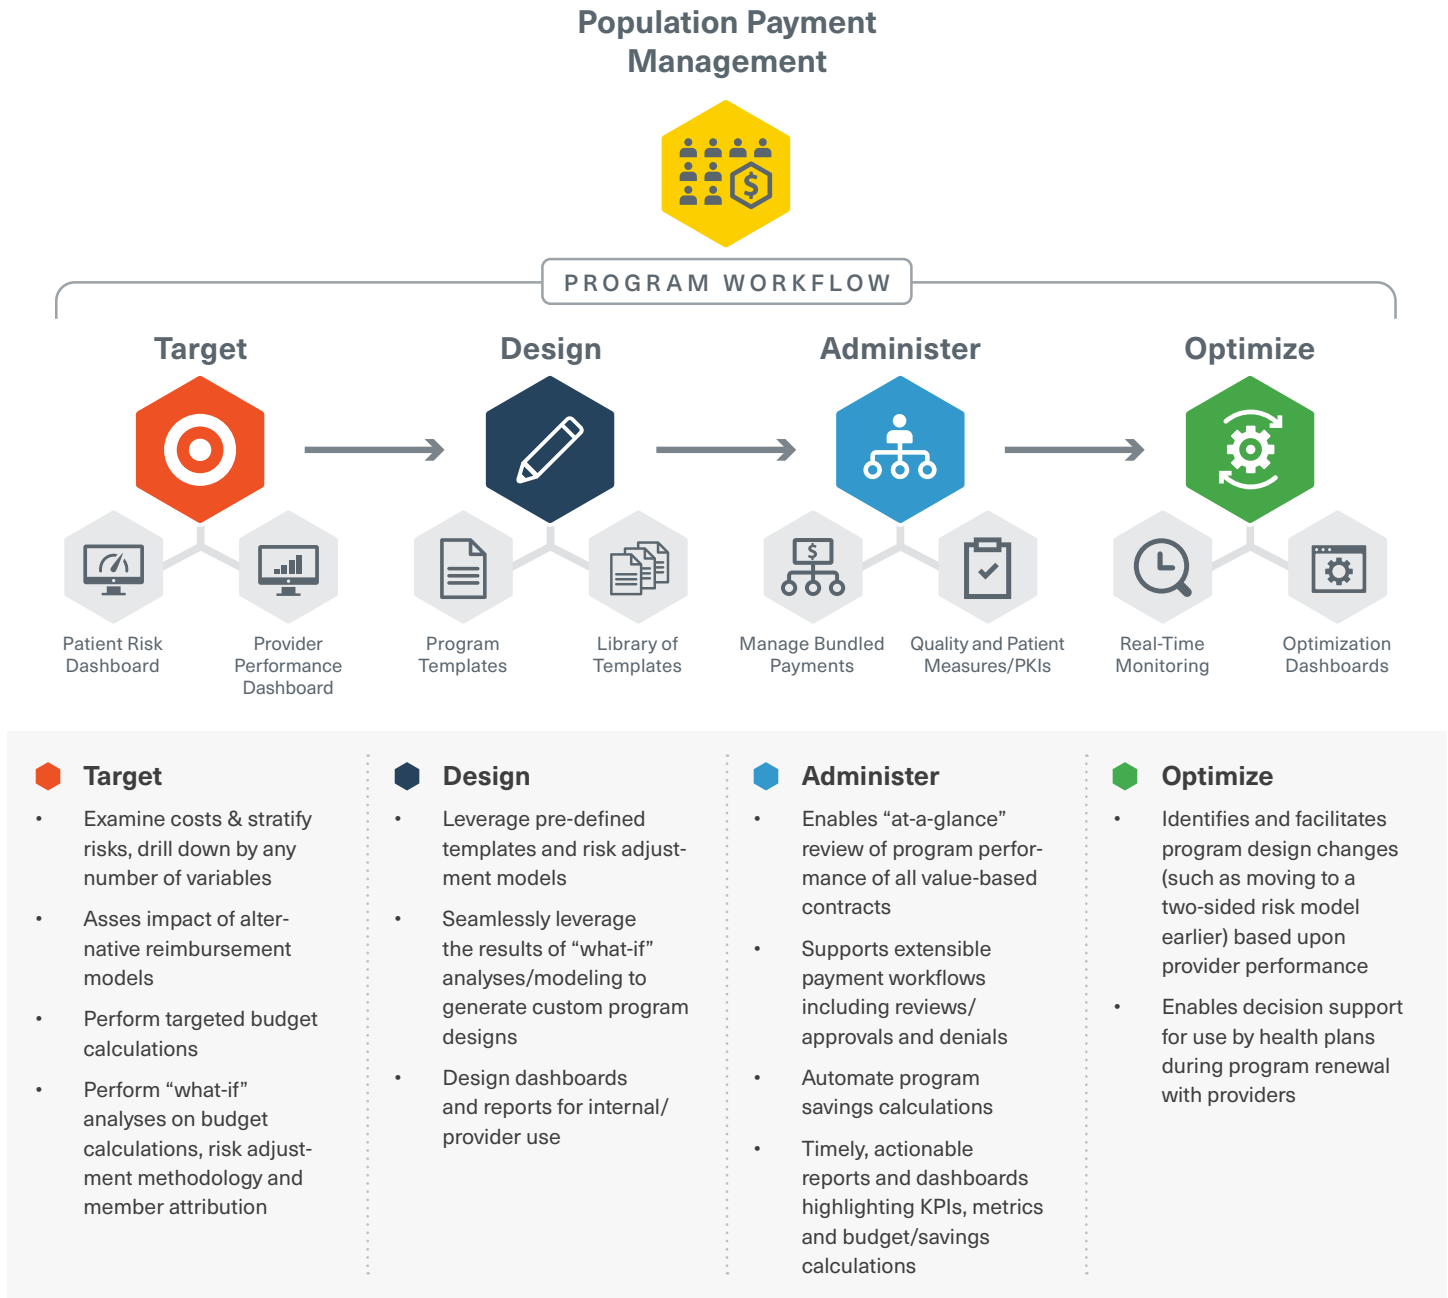 Population Payment
Management
$
PROGRAM WORKFLOW
Target
Design
Administer
Optimize
$
Patient Risk
Dashboard
Provider
Performance
Dashboard
Program
Templates
Library of
Templates
Manage Bundled
Payments
Quality and Patient
Measures/PKIs
Real-Time
Monitoring
Optimization
Dashboards
Target
• Examine costs & stratify
risks, drill down by any
number of variables
• Asses impact of alter-
native reimbursement
models
• Perform targeted budget
calculations
• Perform “what-if”
analyses on budget
calculations, risk adjust-
ment methodology and
member attribution
Design
• Leverage pre-defined
templates and risk adjust-
ment models
• Seamlessly leverage
the results of “what-if”
analyses/modeling to
generate custom program
designs
• Design dashboards
and reports for internal/
provider use
Administer
• Enables “at-a-glance”
review of program perfor-
mance of all value-based
contracts
• Supports extensible
payment workflows
including reviews/
approvals and denials
• Automate program
savings calculations
• Timely, actionable
reports and dashboards
highlighting KPIs, metrics
and budget/savings
calculations
Optimize
• Identifies and facilitates
program design changes
(such as moving to a
two-sided risk model
earlier) based upon
provider performance
• Enables decision support
for use by health plans
during program renewal
with providers